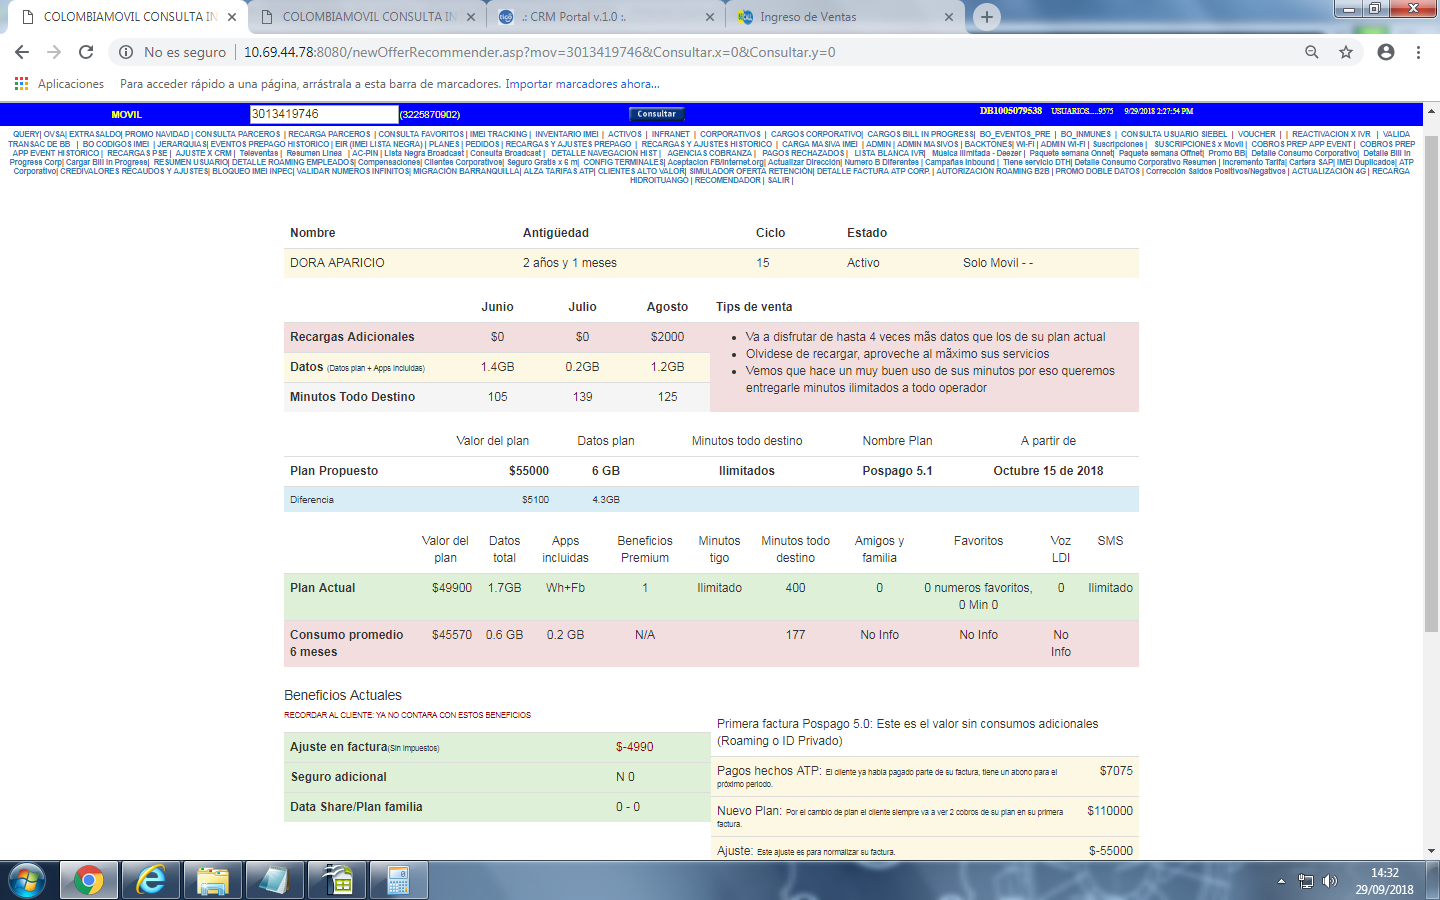 COLOMBIAMOVIL CONSULTA IN
COLOMBIAMOVIL CONSULTA IN
.: CRM Portal v.1.0 :.
Ingreso de Ventas
No es seguro | 10.69.44.78:8080/newOfferRecommender.asp?mov=3013419746&Consultar.x=0&Consultar.y=0
Aplicaciones Para acceder rápido a una página, arrástrala a esta barra de marcadores. Importar marcadores ahora...
MOVIL 3013419746 (3225870902) Consultar DB1005079538 USUARIOS.....9575 9/29/2018 2:27:54 PM
QUERY| OVSA| EXTRASALDO| PROMO NAVIDAD | CONSULTA PARCEROS | RECARGA PARCEROS | CONSULTA FAVORITOS | IMEI TRACKING | INVENTARIO IMEI | ACTIVOS | INFRANET | CORPORATIVOS | CARGOS CORPORATIVO| CARGOS BILL IN PROGRESS| BO_EVENTOS_PRE | BO_INMUNES | CONSULTA USUARIO SIEBEL | VOUCHER | | REACTIVACION X IVR | VALIDA
TRANSAC DE BB | BO CODIGOS IMEI | JERARQUIAS| EVENTOS PREPAGO HISTORICO | EIR (IMEI LISTA NEGRA) | PLANES | PEDIDOS | RECARGAS Y AJUSTES PREPAGO | RECARGAS Y AJUSTES HISTORICO | CARGA MASIVA IMEI | ADMIN | ADMIN MASIVOS | BACKTONES| WI-FI | ADMIN WI-FI | Suscripciones | SUSCRIPCIONES x Movil | COBROS PREP APP EVENT | COBROS PREP
APP EVENT HISTORICO | RECARGAS PSE | AJUSTE X CRM | Televentas | Resumen Linea | AC-PIN | Lista Negra Broadcast | Consulta Broadcast | DETALLE NAVEGACION HIST | AGENCIAS COBRANZA | PAGOS RECHAZADOS | LISTA BLANCA IVR| Música Ilimitada - Deezer | Paquete semana Onnet| Paquete semana Offnet| Promo BB| Detalle Consumo Corporativo| Detalle Bill In
Progress Corp| Cargar Bill In Progress| RESUMEN USUARIO| DETALLE ROAMING EMPLEADOS| Compensaciones| Clientes Corporativos| Seguro Gratis x 6 m| CONFIG TERMINALES| Aceptacion FB/Internet.org| Actualizar Dirección| Numero B Diferentes | Campañas Inbound | Tiene servicio DTH| Detalle Consumo Corporativo Resumen | Incremento Tarifa| Cartera SAP| IMEI Duplicados| ATP
Corporativo| CREDIVALORES RECAUDOS Y AJUSTES| BLOQUEO IMEI INPEC| VALIDAR NUMEROS INFINITOS| MIGRACIÓN BARRANQUILLA| ALZA TARIFAS ATP| CLIENTES ALTO VALOR| SIMULADOR OFERTA RETENCIÓN| DETALLE FACTURA ATP CORP. | AUTORIZACIÓN ROAMING B2B | PROMO DOBLE DATOS | Corrección Saldos Positivos/Negativos | ACTUALIZACIÓN 4G | RECARGA
HIDROITUANGO | RECOMENDADOR | SALIR |
Nombre Antigüedad Ciclo Estado
DORA APARICIO 2 años y 1 meses 15 Activo Solo Movil - -
Junio Julio Agosto Tips de venta
Recargas Adicionales $0 $0 $2000
Datos (Datos plan + Apps Incluidas) 1.4GB 0.2GB 1.2GB
Minutos Todo Destino 105 139 125
• Va a disfrutar de hasta 4 veces mãs datos que los de su plan actual
• Olvidese de recargar, aproveche al mãximo sus servicios
• Vemos que hace un muy buen uso de sus minutos por eso queremos
entregarle minutos ilimitados a todo operador
Valor del plan Datos plan Minutos todo destino Nombre Plan A partir de
Plan Propuesto $55000 6 GB Ilimitados Pospago 5.1 Octubre 15 de 2018
Diferencia $5100 4.3GB
Valor del plan Datos total Apps incluidas Beneficios Premium Minutos tigo Minutos todo destino Amigos y familia Favoritos Voz LDI SMS
Plan Actual $49900 1.7GB Wh+Fb 1 Ilimitado 400 0 0 numeros favoritos, 0 Min 0 0 Ilimitado
Consumo promedio 6 meses $45570 0.6 GB 0.2 GB N/A 177 No Info No Info No Info
Beneficios Actuales
RECORDAR AL CLIENTE: YA NO CONTARA CON ESTOS BENEFICIOS
Ajuste en factura(Sin impuestos) $-4990
Seguro adicional N 0
Data Share/Plan familia 0 - 0
Primera factura Pospago 5.0: Este es el valor sin consumos adicionales
(Roaming o ID Privado)
Pagos hechos ATP: El cliente ya habia pagado parte de su factura, tiene un abono para el $7075
próximo periodo.
Nuevo Plan: Por el cambio de plan el cliente siempre va a ver 2 cobros de su plan en su primera $110000
factura.
Ajuste: Este ajuste es para normalizar su factura. $-55000
14:32
29/09/2018